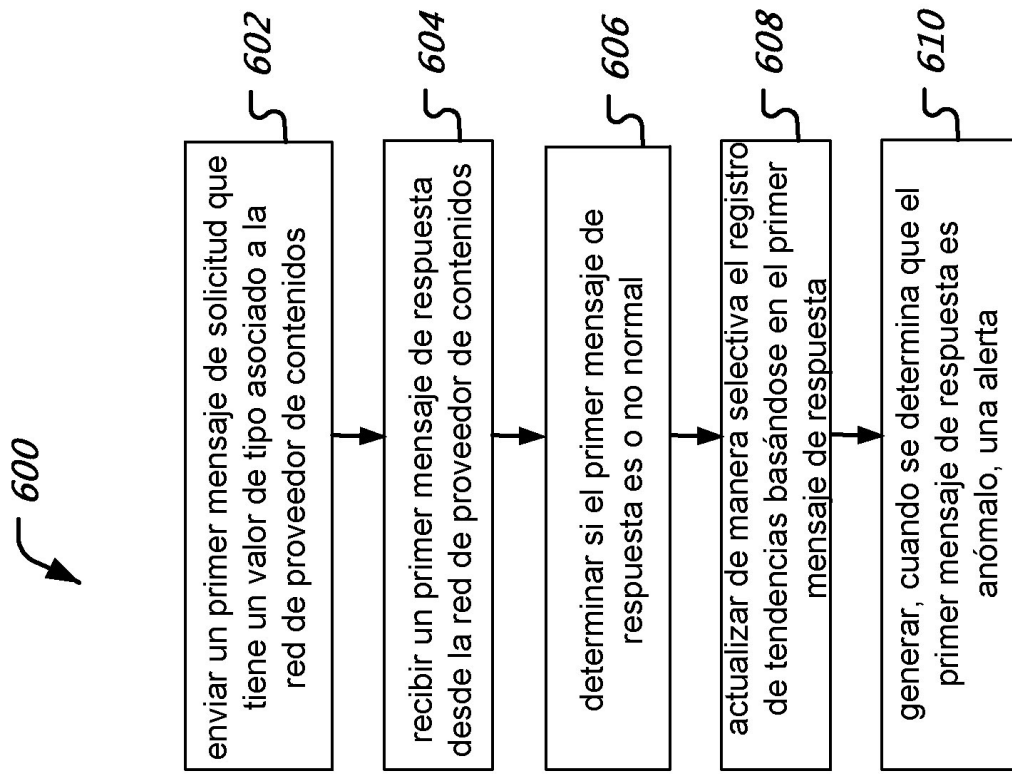 600
enviar un primer mensaje de solicitud que
tiene un valor de tipo asociado a la
red de proveedor de contenidos
602
recibir un primer mensaje de respuesta
desde la red de proveedor de contenidos
604
determinar si el primer mensaje de
respuesta es o no normal
606
actualizar de manera selectiva el registro
de tendencias basándose en el primer
mensaje de respuesta
608
generar, cuando se determina que el
primer mensaje de respuesta es
anómalo, una alerta
610